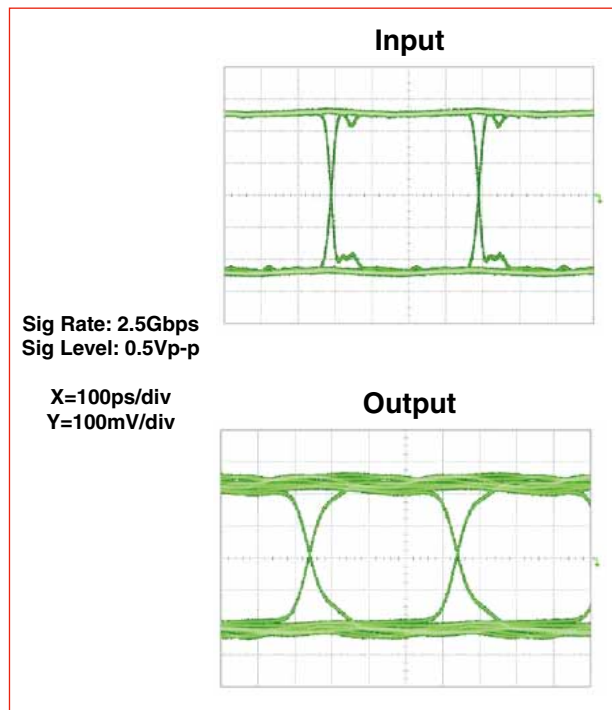 Input
Sig Rate: 2.5Gbps
Sig Level: 0.5Vp-p
X=100ps/div
Y=100mV/div
Output